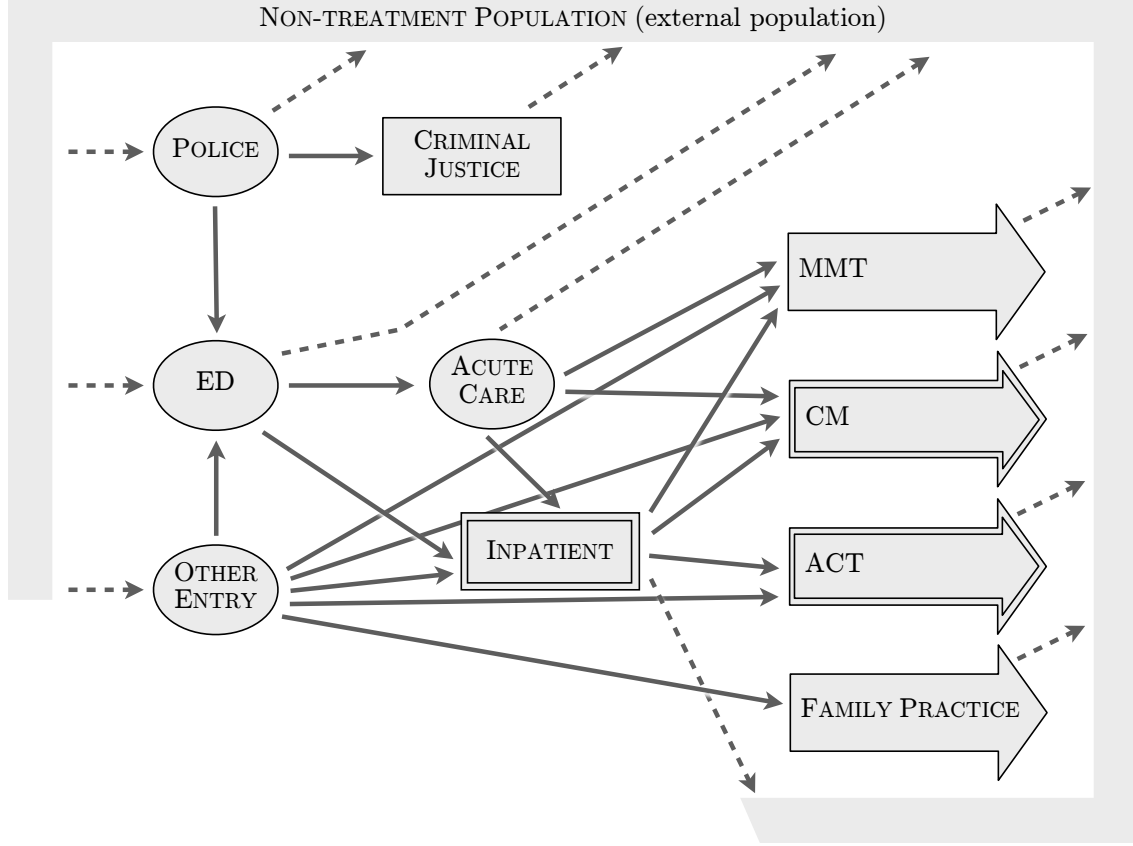 NON-TREATMENT POPULATION (external population)
POLICE
CRIMINAL
JUSTICE
MMT
ED
ACUTE
CARE
CM
INPATIENT
ACT
OTHER
ENTRY
FAMILY PRACTICE